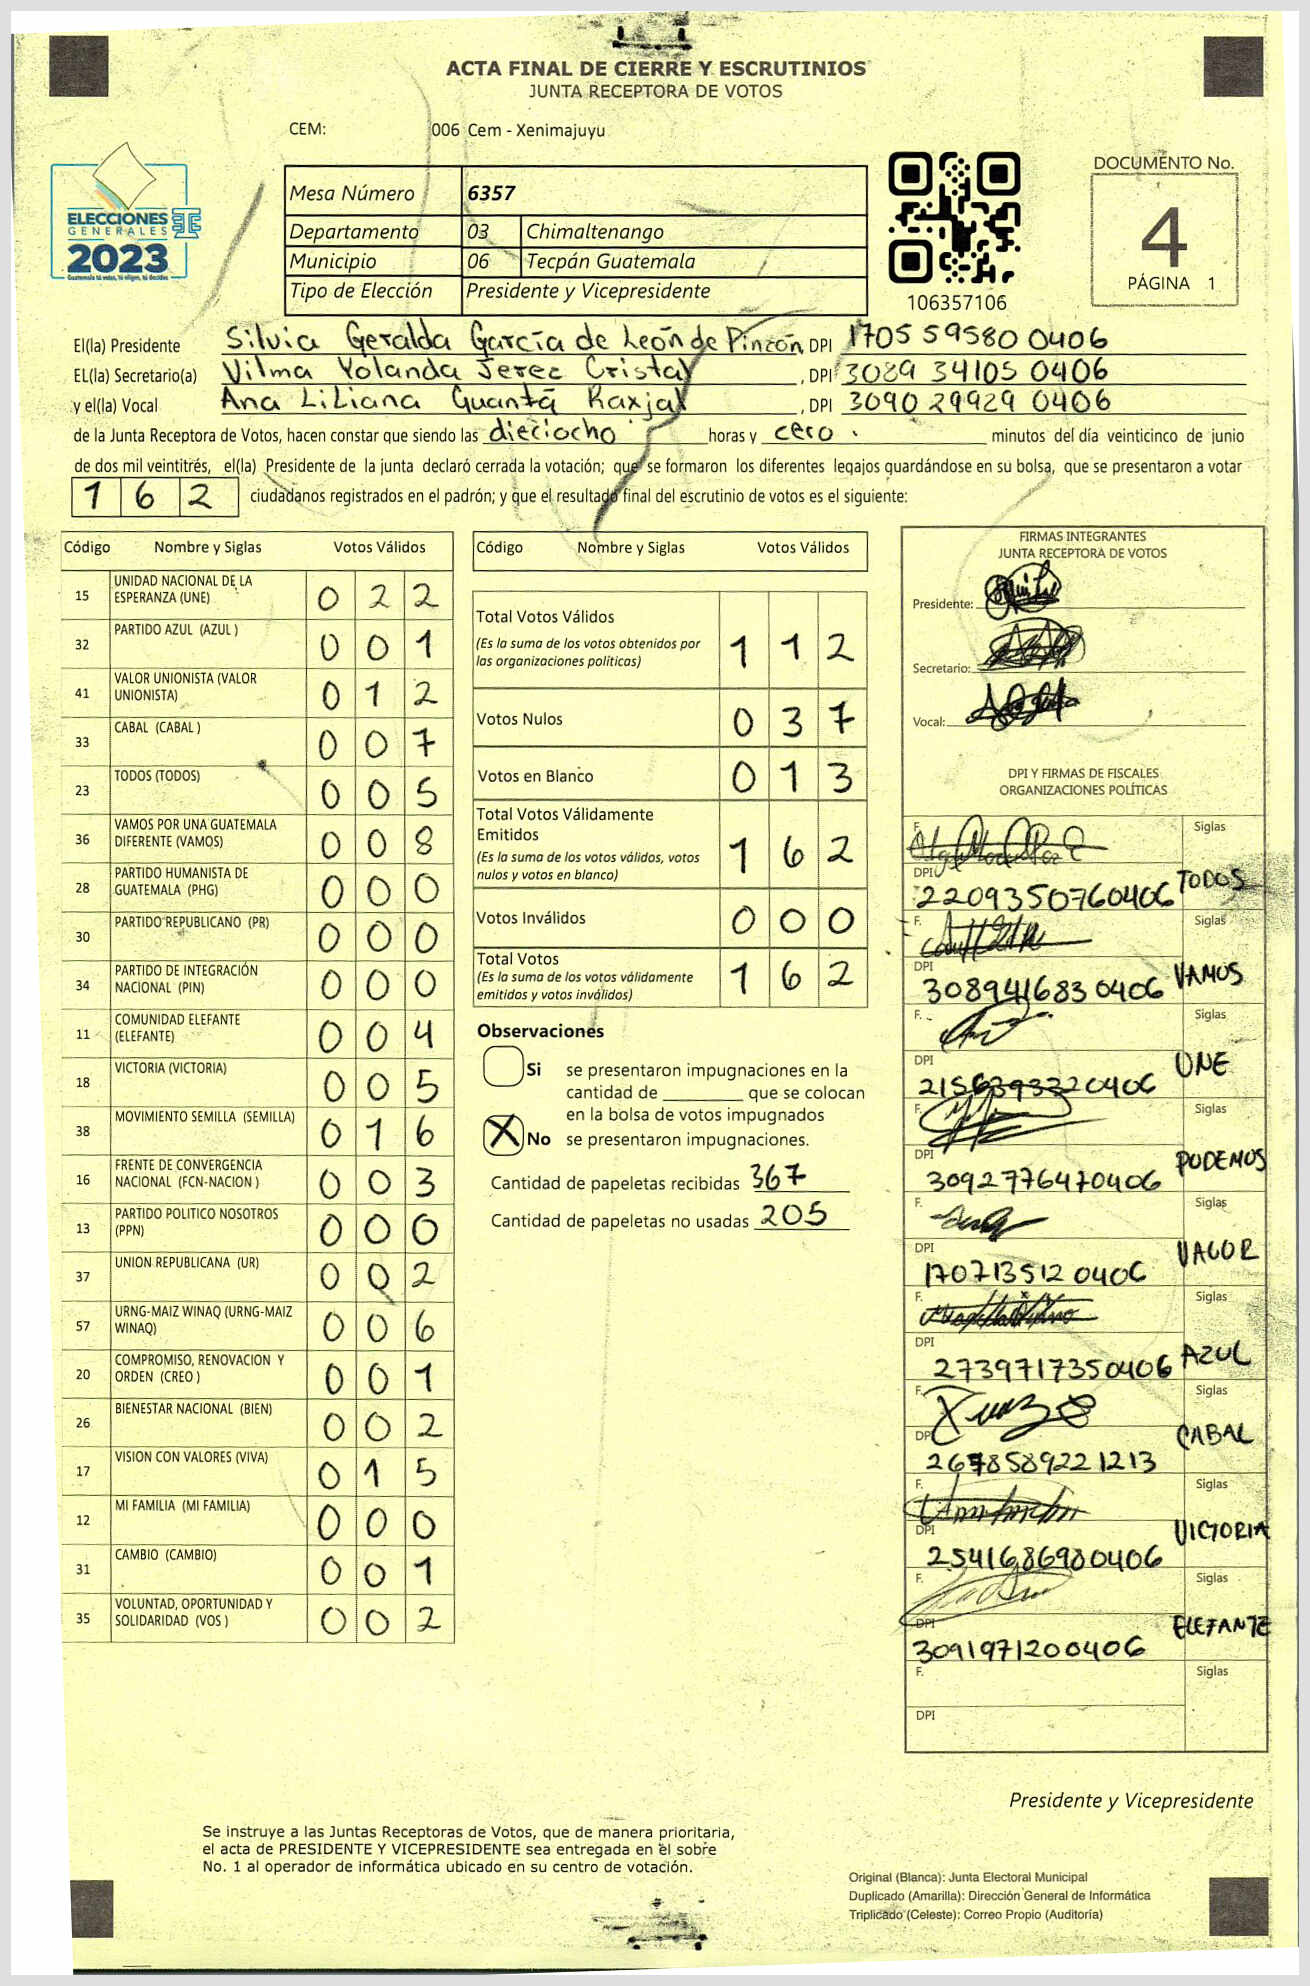 ACTA FINAL DE CIERRE Y ESCRUTINIOS
JUNTA RECEPTORA DE VOTOS
CEM: 006 Cem - Xenimajuyu
ELECCIONES
GENERALES
2023
Guatemala tú votas, tú eliges, tú decides
Mesa Número 6357
Departamento 03 Chimaltenango
Municipio 06 Tecpán Guatemala
Tipo de Elección Presidente y Vicepresidente
106357106
DOCUMENTO No.
4
PÁGINA 1
El(la) Presidente Silvia Geralda García de León de Pinzón, DPI 1705 59580 0406
EL(la) Secretario(a) Vilma Yolanda Jerez Cristal, DPI 3089 34105 0406
y el(la) Vocal Ana Liliana Guantá Raxjal, DPI 3090 29929 0406
de la Junta Receptora de Votos, hacen constar que siendo las dieciocho horas y cero . minutos del día veinticinco de junio
de dos mil veintitrés, el(la) Presidente de la junta declaró cerrada la votación; que se formaron los diferentes legajos guardándose en su bolsa, que se presentaron a votar
162 ciudadanos registrados en el padrón; y que el resultado final del escrutinio de votos es el siguiente:
Código Nombre y Siglas Votos Válidos
15 UNIDAD NACIONAL DE LA ESPERANZA (UNE) 0 2 2
32 PARTIDO AZUL (AZUL ) 0 0 1
41 VALOR UNIONISTA (VALOR UNIONISTA) 0 1 2
33 CABAL (CABAL ) 0 0 7
23 TODOS (TODOS) 0 0 5
36 VAMOS POR UNA GUATEMALA DIFERENTE (VAMOS) 0 0 8
28 PARTIDO HUMANISTA DE GUATEMALA (PHG) 0 0 0
30 PARTIDO REPUBLICANO (PR) 0 0 0
34 PARTIDO DE INTEGRACIÓN NACIONAL (PIN) 0 0 0
11 COMUNIDAD ELEFANTE (ELEFANTE) 0 0 4
18 VICTORIA (VICTORIA) 0 0 5
38 MOVIMIENTO SEMILLA (SEMILLA) 0 1 6
16 FRENTE DE CONVERGENCIA NACIONAL (FCN-NACION ) 0 0 3
13 PARTIDO POLITICO NOSOTROS (PPN) 0 0 0
37 UNION REPUBLICANA (UR) 0 0 2
57 URNG-MAIZ WINAQ (URNG-MAIZ WINAQ) 0 0 6
20 COMPROMISO, RENOVACION Y ORDEN (CREO ) 0 0 1
26 BIENESTAR NACIONAL (BIEN) 0 0 2
17 VISION CON VALORES (VIVA) 0 1 5
12 MI FAMILIA (MI FAMILIA) 0 0 0
31 CAMBIO (CAMBIO) 0 0 1
35 VOLUNTAD, OPORTUNIDAD Y SOLIDARIDAD (VOS ) 0 0 2
Código Nombre y Siglas Votos Válidos
Total Votos Válidos
(Es la suma de los votos obtenidos por
las organizaciones políticas) 1 1 2
Votos Nulos 0 3 7
Votos en Blanco 0 1 3
Total Votos Válidamente
Emitidos
(Es la suma de los votos válidos, votos
nulos y votos en blanco) 1 6 2
Votos Inválidos 0 0 0
Total Votos
(Es la suma de los votos válidamente
emitidos y votos inválidos) 1 6 2
Observaciones
Si se presentaron impugnaciones en la
cantidad de ________ que se colocan
en la bolsa de votos impugnados
X No se presentaron impugnaciones.
Cantidad de papeletas recibidas 367
Cantidad de papeletas no usadas 205
FIRMAS INTEGRANTES
JUNTA RECEPTORA DE VOTOS
Presidente:
Secretario:
Vocal:
DPI Y FIRMAS DE FISCALES
ORGANIZACIONES POLÍTICAS
F. Siglas
DPI 2209350760406 TODOS
F. Siglas
DPI 3089416830406 VAMOS
F. Siglas
DPI 2156393320406 UNE
F. Siglas
DPI 3092776470406 PODEMOS
F. Siglas
DPI 1707135120406 VALOR
F. Siglas
DPI 2739717350406 AZUL
F. Siglas
DPI 2678589221213 CABAL
F. Siglas
DPI 2541686980406 VICTORIA
F. Siglas
DPI 3091971200406 ELEFANTE
F. Siglas
DPI
Presidente y Vicepresidente
Se instruye a las Juntas Receptoras de Votos, que de manera prioritaria,
el acta de PRESIDENTE Y VICEPRESIDENTE sea entregada en el sobre
No. 1 al operador de informática ubicado en su centro de votación.
Original (Blanca): Junta Electoral Municipal
Duplicado (Amarilla): Dirección General de Informática
Triplicado (Celeste): Correo Propio (Auditoría)